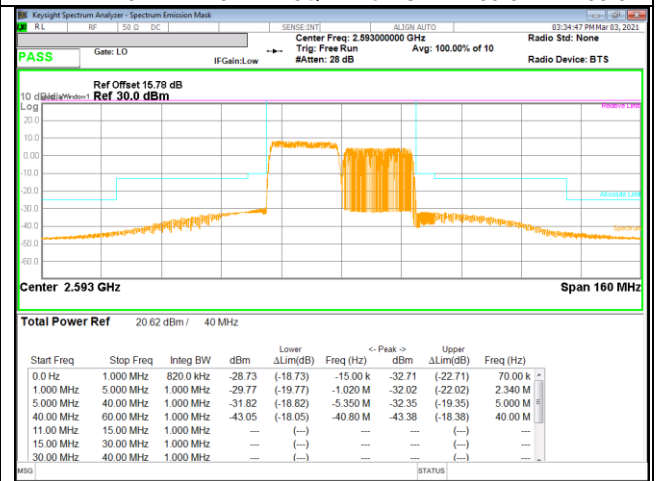 Keysight Spectrum Analyzer - Spectrum Emission Mask
RL RF 50 Ω DC SENSE:INT ALIGN AUTO 03:34:47 PM Mar 03, 2021
Center Freq: 2.593000000 GHz Radio Std: None
PASS Gate: LO Trig: Free Run Avg: 100.00% of 10
IFGain:Low #Atten: 28 dB Radio Device: BTS
Ref Offset 15.78 dB
10 dB/div Window1 Ref 30.0 dBm
Log Relative Limit
20.0
10.0
0.00
-10.0
-20.0 Absolute Limit
-30.0
-40.0 Spectrum
-50.0
-60.0
Center 2.593 GHz Span 160 MHz
Total Power Ref 20.62 dBm / 40 MHz
Lower <- Peak -> Upper
Start Freq Stop Freq Integ BW dBm ΔLim(dB) Freq (Hz) dBm ΔLim(dB) Freq (Hz)
0.0 Hz 1.000 MHz 820.0 kHz -28.73 (-18.73) -15.00 k -32.71 (-22.71) 70.00 k
1.000 MHz 5.000 MHz 1.000 MHz -29.77 (-19.77) -1.020 M -32.02 (-22.02) 2.340 M
5.000 MHz 40.00 MHz 1.000 MHz -31.82 (-18.82) -5.350 M -32.35 (-19.35) 5.000 M
40.00 MHz 60.00 MHz 1.000 MHz -43.05 (-18.05) -40.80 M -43.38 (-18.38) 40.00 M
11.00 MHz 15.00 MHz 1.000 MHz --- (---) --- --- (---) ---
15.00 MHz 30.00 MHz 1.000 MHz --- (---) --- --- (---) ---
30.00 MHz 40.00 MHz 1.000 MHz --- (---) --- --- (---) ---
MSG STATUS